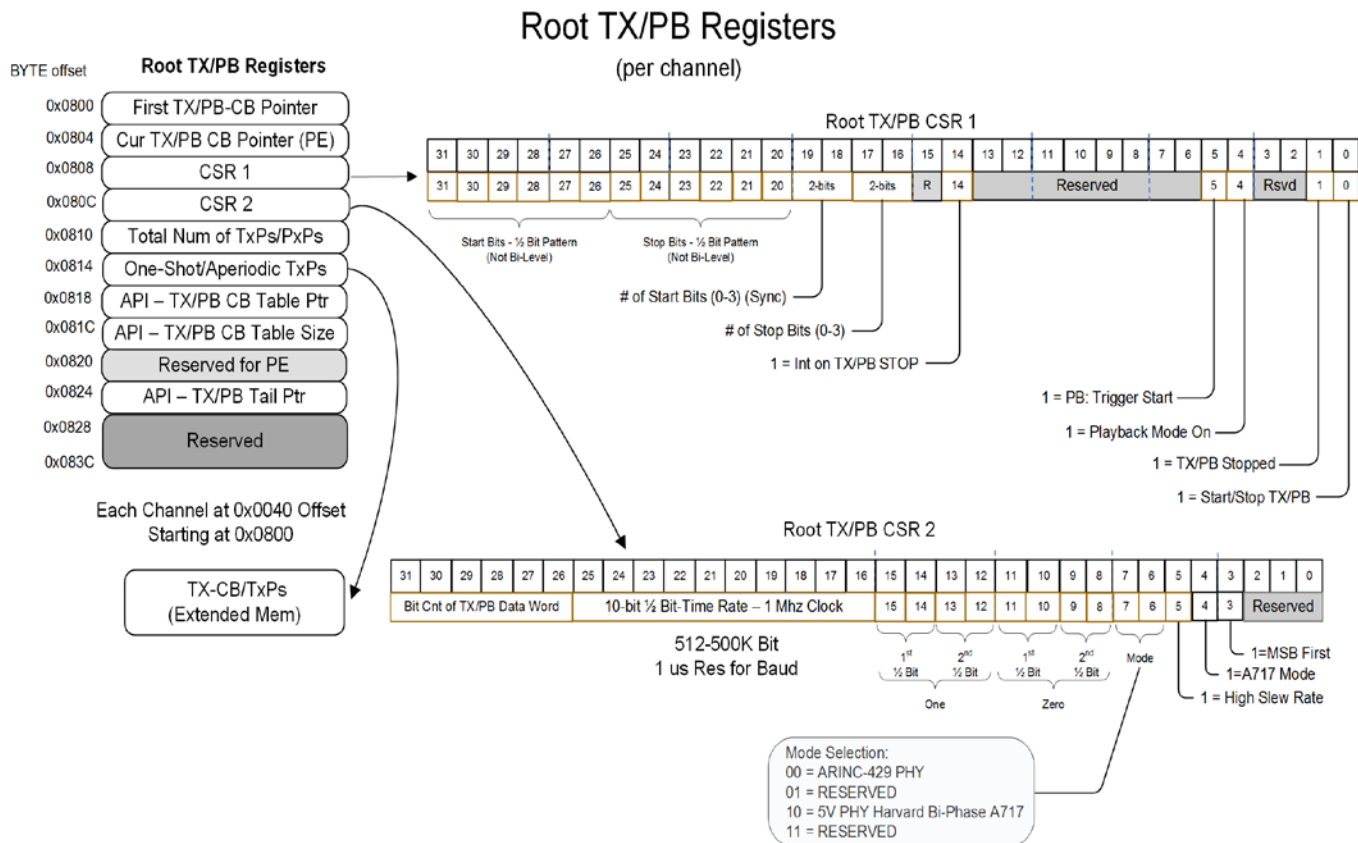 Root TX/PB Registers
(per channel)
BYTE offset
Root TX/PB Registers
0x0800
First TX/PB-CB Pointer
0x0804
Cur TX/PB CB Pointer (PE)
0x0808
CSR 1
0x080C
CSR 2
0x0810
Total Num of TxPs/PxPs
0x0814
One-Shot/Aperiodic TxPs
0x0818
API – TX/PB CB Table Ptr
0x081C
API – TX/PB CB Table Size
0x0820
Reserved for PE
0x0824
API – TX/PB Tail Ptr
0x0828
Reserved
0x083C
Each Channel at 0x0040 Offset
Starting at 0x0800
TX-CB/TxPs
(Extended Mem)
Root TX/PB CSR 1
31 30 29 28 27 26 25 24 23 22 21 20 19 18 17 16 15 14 13 12 11 10 9 8 7 6 5 4 3 2 1 0
31 30 29 28 27 26 25 24 23 22 21 20 2-bits 2-bits R 14 Reserved 5 4 Rsvd 1 0
Start Bits - ½ Bit Pattern
(Not Bi-Level)
Stop Bits - ½ Bit Pattern
(Not Bi-Level)
# of Start Bits (0-3) (Sync)
# of Stop Bits (0-3)
1 = Int on TX/PB STOP
1 = PB: Trigger Start
1 = Playback Mode On
1 = TX/PB Stopped
1 = Start/Stop TX/PB
Root TX/PB CSR 2
31 30 29 28 27 26 25 24 23 22 21 20 19 18 17 16 15 14 13 12 11 10 9 8 7 6 5 4 3 2 1 0
Bit Cnt of TX/PB Data Word 10-bit ½ Bit-Time Rate – 1 Mhz Clock 15 14 13 12 11 10 9 8 7 6 5 4 3 Reserved
512-500K Bit
1 us Res for Baud
1st
½ Bit
2nd
½ Bit
1st
½ Bit
2nd
½ Bit
Mode
One
Zero
1=MSB First
1=A717 Mode
1 = High Slew Rate
Mode Selection:
00 = ARINC-429 PHY
01 = RESERVED
10 = 5V PHY Harvard Bi-Phase A717
11 = RESERVED